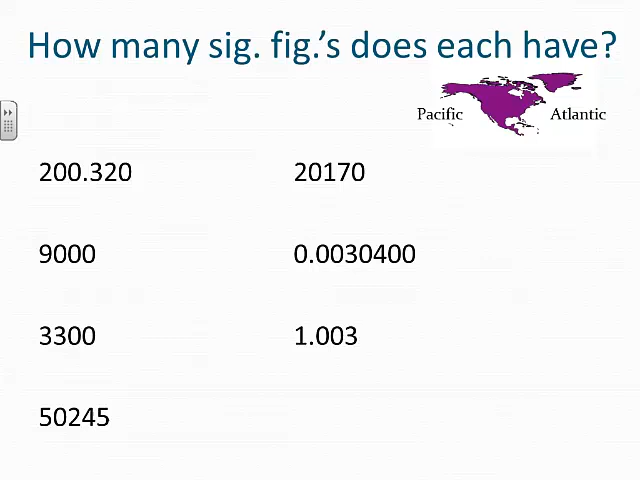 How many sig. fig.'s does each have?
Pacific Atlantic
200.320 20170
9000 0.0030400
3300 1.003
50245